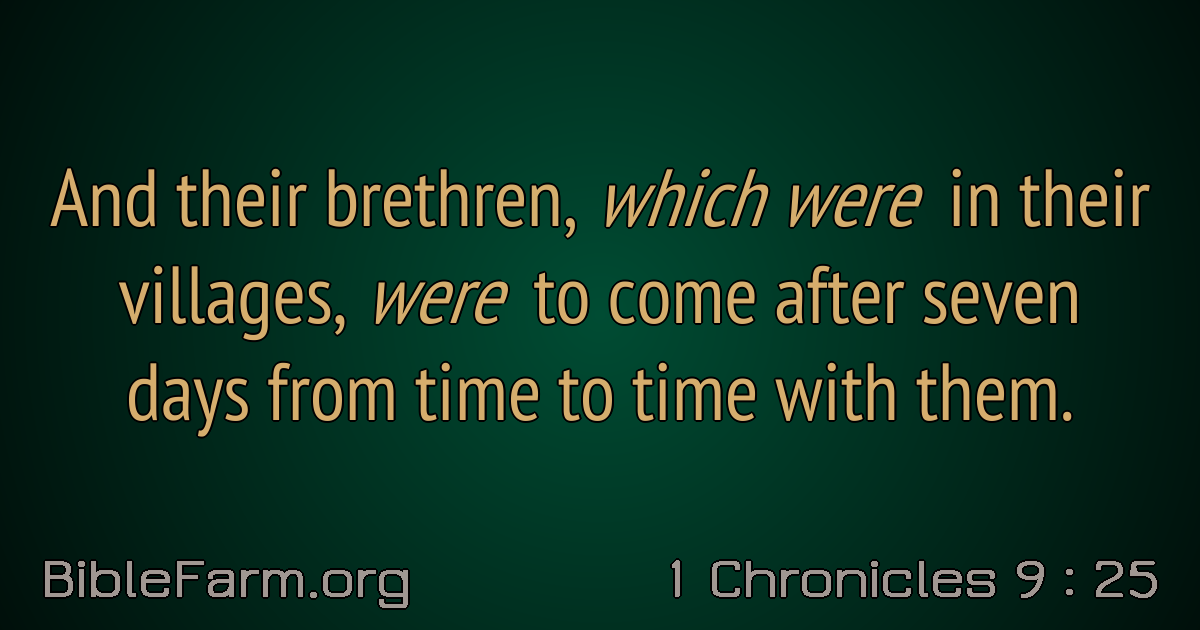 And their brethren, which were in their
villages, were to come after seven
days from time to time with them.
BibleFarm.org
1 Chronicles 9 : 25